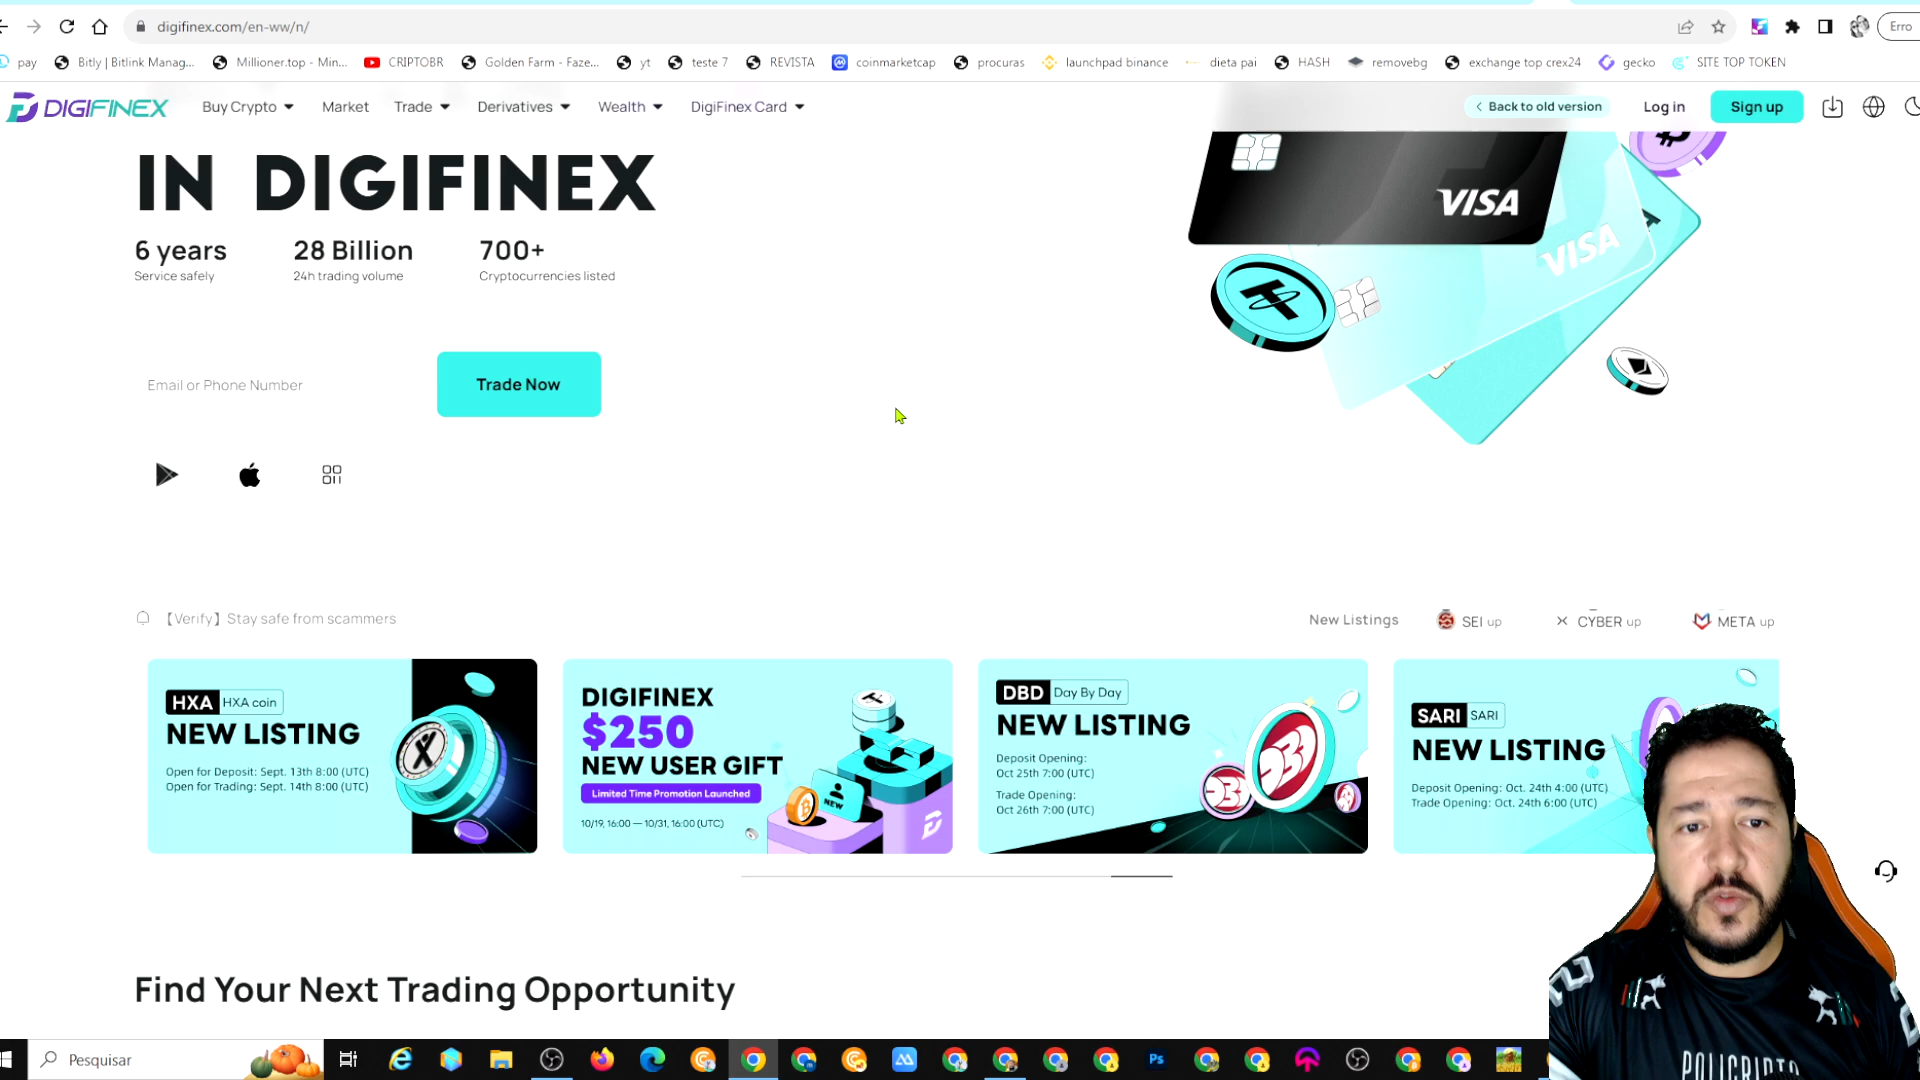 digifinex.com/en-ww/n/
Erro
pay
Bitly | Bitlink Manag...
Millioner.top - Min...
CRIPTOBR
Golden Farm - Faze...
yt
teste 7
REVISTA
coinmarketcap
procuras
launchpad binance
dieta pai
HASH
removebg
exchange top crex24
gecko
SITE TOP TOKEN
DIGIFINEX
Buy Crypto
Market
Trade
Derivatives
Wealth
DigiFinex Card
Back to old version
Log in
Sign up
IN DIGIFINEX
6 years
Service safely
28 Billion
24h trading volume
700+
Cryptocurrencies listed
VISA
VISA
Email or Phone Number
Trade Now
【Verify】Stay safe from scammers
New Listings
SEI up
CYBER up
META up
HXA HXA coin
NEW LISTING
Open for Deposit: Sept. 13th 8:00 (UTC)
Open for Trading: Sept. 14th 8:00 (UTC)
DIGIFINEX
$250
NEW USER GIFT
Limited Time Promotion Launched
10/19, 16:00 — 10/31, 16:00 (UTC)
NEW
DBD Day By Day
NEW LISTING
Deposit Opening:
Oct 25th 7:00 (UTC)
Trade Opening:
Oct 26th 7:00 (UTC)
SARI SARI
NEW LISTING
Deposit Opening: Oct. 24th 4:00 (UTC)
Trade Opening: Oct. 24th 6:00 (UTC)
Find Your Next Trading Opportunity
Pesquisar
Ps
POLICRIPTO